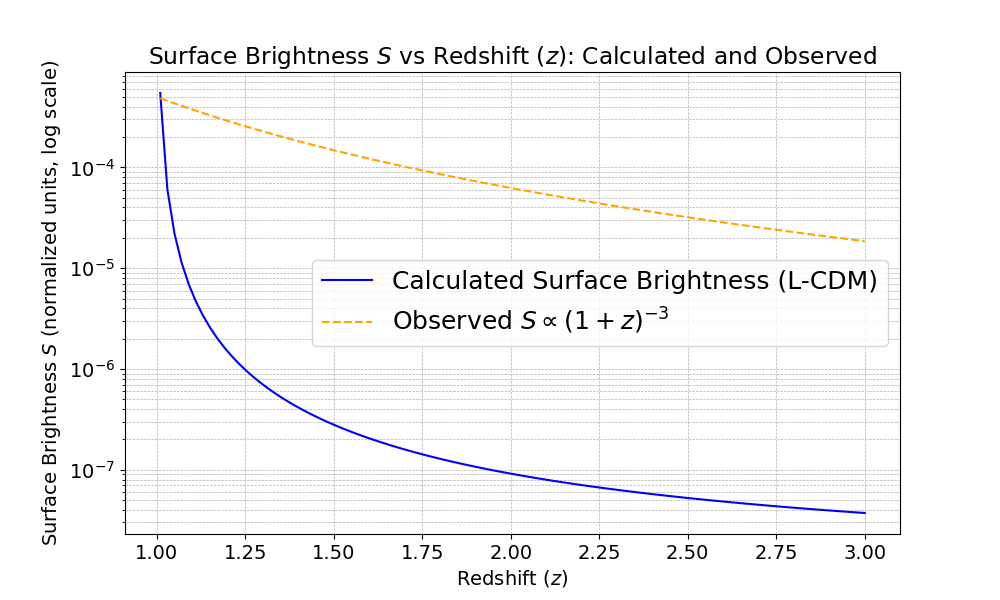 Surface Brightness S vs Redshift (z): Calculated and Observed
Surface Brightness S (normalized units, log scale)
10⁻⁴
10⁻⁵
10⁻⁶
10⁻⁷
Calculated Surface Brightness (L-CDM)
Observed S ∝ (1 + z)⁻³
1.00 1.25 1.50 1.75 2.00 2.25 2.50 2.75 3.00
Redshift (z)